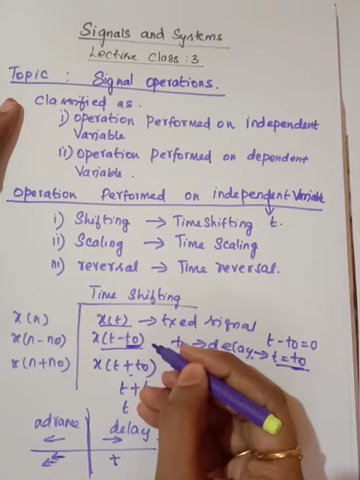 Signals and Systems
Lecture Class : 3
Topic : Signal operations.
Classified as.
i) operation performed on independent
Variable
ii) operation performed on dependent
Variable.
Operation Performed on independent Variable
i) Shifting → Time shifting t.
ii) Scaling → Time Scaling
iii) reversal → Time reversal.
Time Shifting
x(n) x(t) → txed signal
x(n-n0) x(t-t0) t → delay → t-t0=0
t = t0
x(n+n0) x(t+t0)
t+t
t
advance delay
← →
t